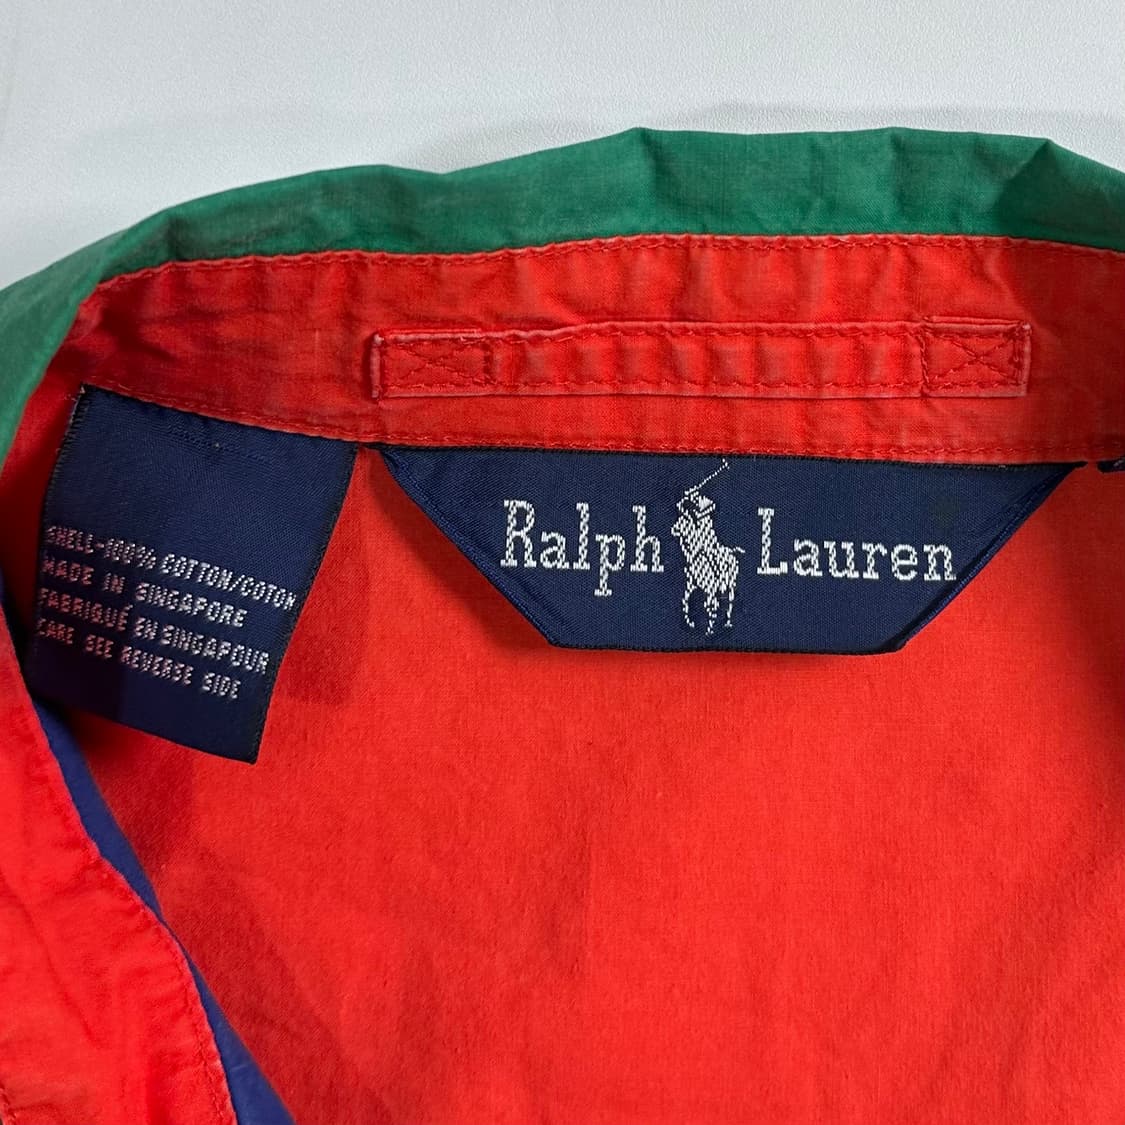 Ralph Lauren
SHELL-100% COTTON/COTON
MADE IN SINGAPORE
FABRIQUÉ EN SINGAPOUR
CARE SEE REVERSE SIDE